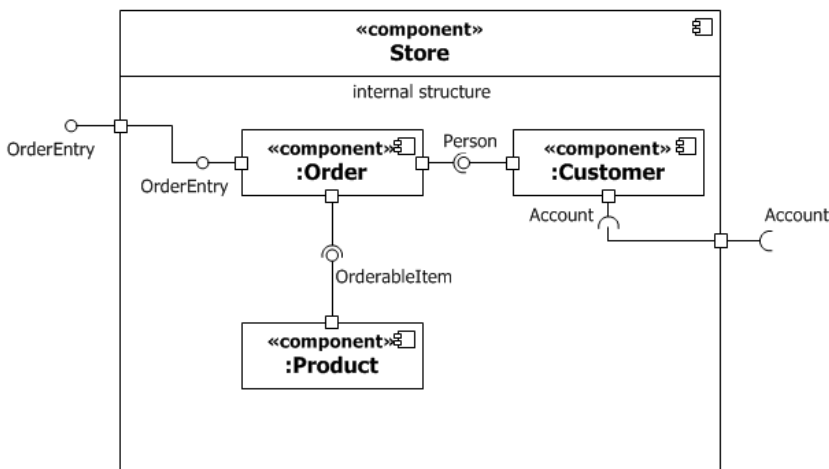 «component»
Store
internal structure
OrderEntry
OrderEntry
«component»
:Order
Person
«component»
:Customer
Account
Account
OrderableItem
«component»
:Product